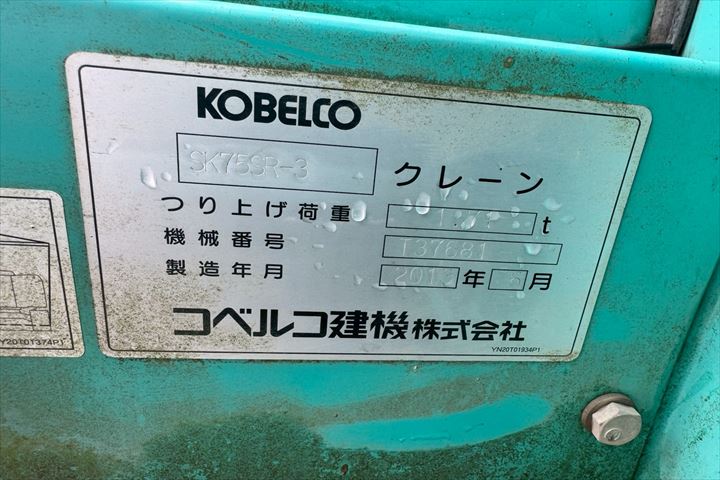 KOBELCO
SK75SR-3 クレーン
つり上げ荷重 t
機械番号
製造年月 年 月
コベルコ建機株式会社
YN20T01934P1
YY20T01374P1